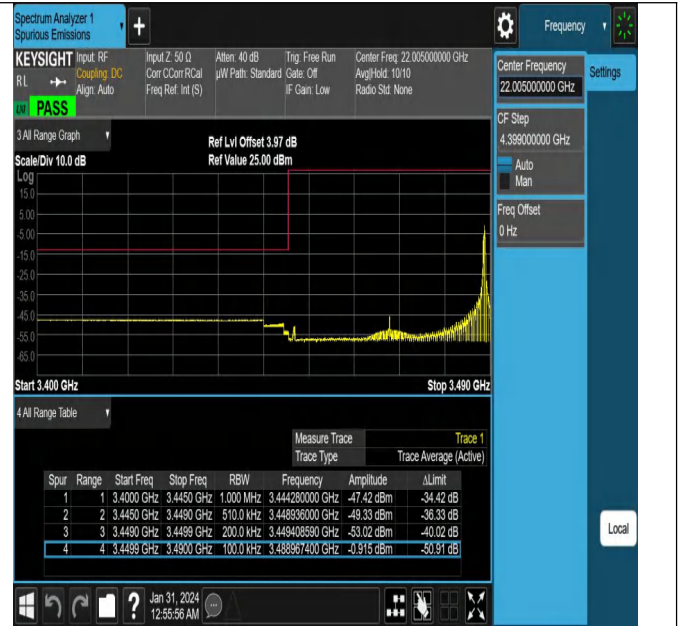 Spectrum Analyzer 1
Spurious Emissions
+
Frequency
KEYSIGHT Input: RF Input Z: 50 Ω Atten: 40 dB Trig: Free Run Center Freq: 22.005000000 GHz
RL Coupling: DC Corr CCorr RCal µW Path: Standard Gate: Off Avg|Hold: 10/10
Align: Auto Freq Ref: Int (S) IF Gain: Low Radio Std: None
LNI PASS
Center Frequency
22.005000000 GHz
Settings
CF Step
4.399000000 GHz
Auto
Man
Freq Offset
0 Hz
3 All Range Graph
Ref Lvl Offset 3.97 dB
Scale/Div 10.0 dB Ref Value 25.00 dBm
Log
15.0
5.00
-5.00
-15.0
-25.0
-35.0
-45.0
-55.0
-65.0
Start 3.400 GHz Stop 3.490 GHz
4 All Range Table
Measure Trace Trace 1
Trace Type Trace Average (Active)
Spur Range Start Freq Stop Freq RBW Frequency Amplitude ΔLimit
1 1 3.4000 GHz 3.4450 GHz 1.000 MHz 3.444280000 GHz -47.42 dBm -34.42 dB
2 2 3.4450 GHz 3.4490 GHz 510.0 kHz 3.448936000 GHz -49.33 dBm -36.33 dB
3 3 3.4490 GHz 3.4499 GHz 200.0 kHz 3.449408590 GHz -53.02 dBm -40.02 dB
4 4 3.4499 GHz 3.4900 GHz 100.0 kHz 3.488967400 GHz -0.915 dBm -50.91 dB
Local
?
Jan 31, 2024
12:55:56 AM